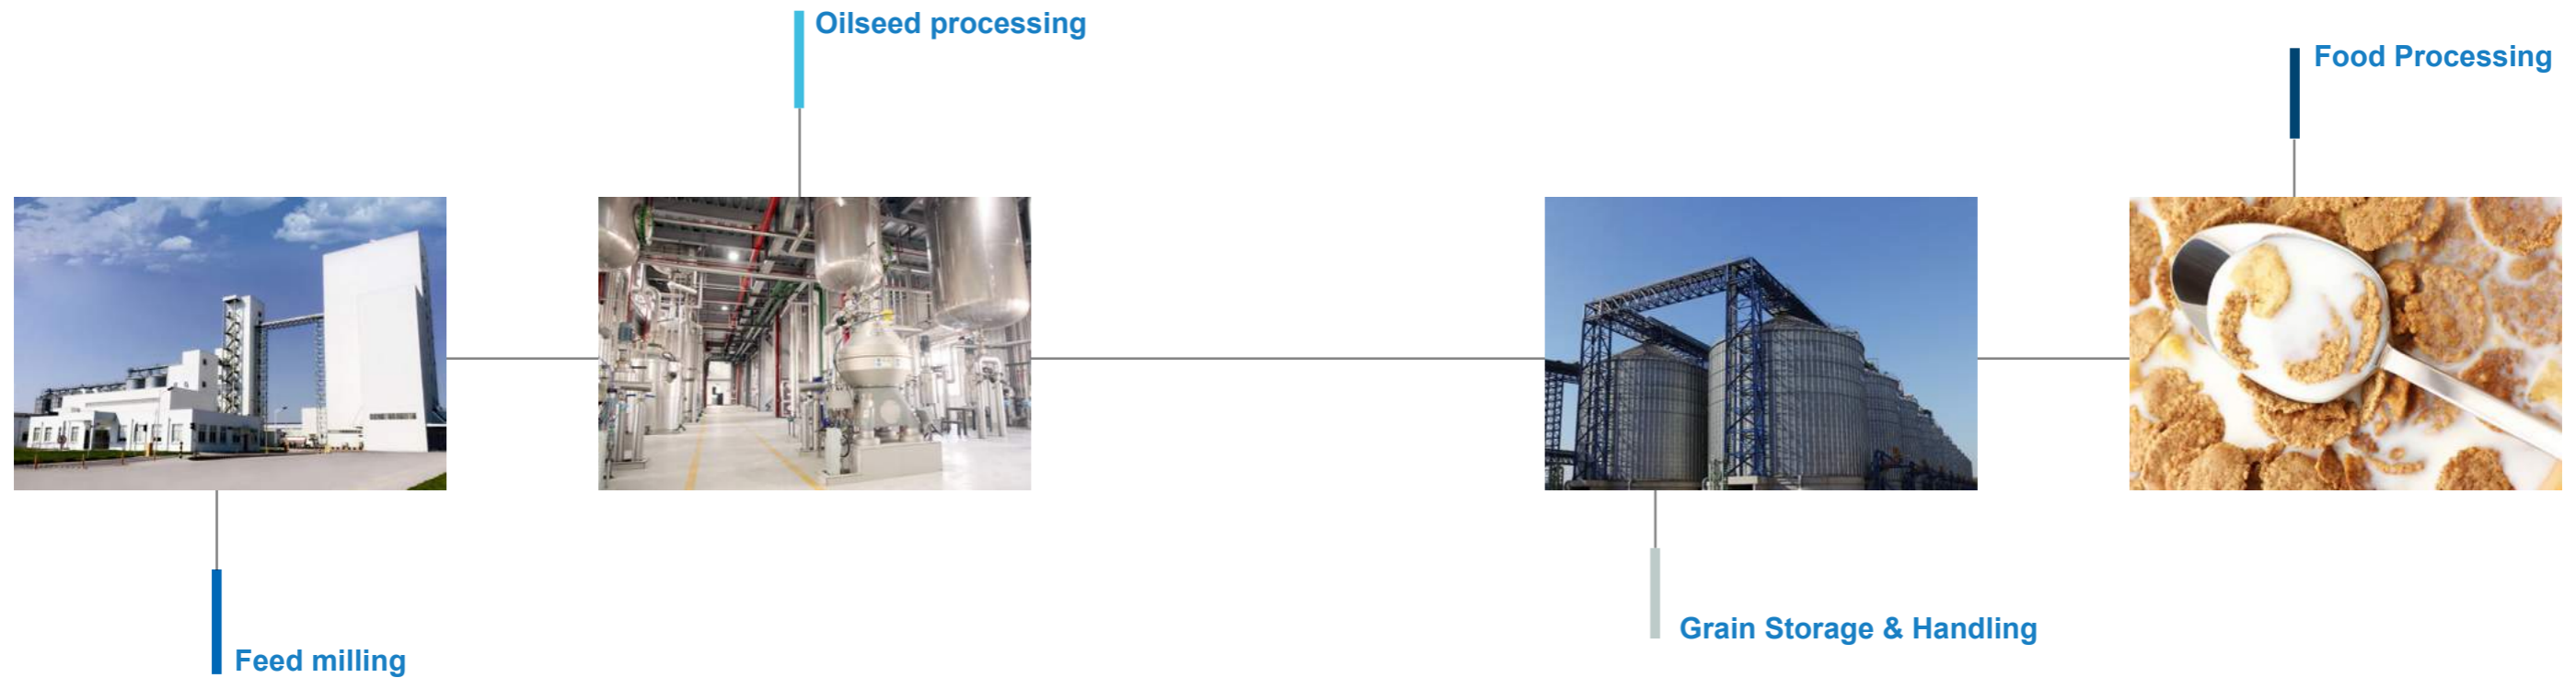 Oilseed processing
Food Processing
Grain Storage & Handling
Feed milling